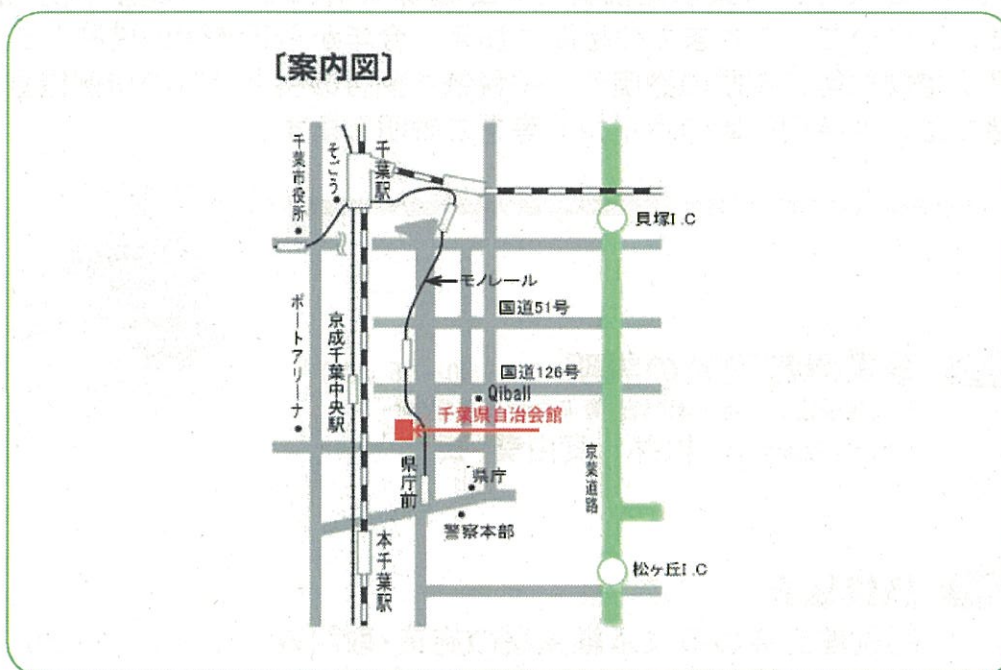 〔案内図〕
千葉市役所
そごう
千葉駅
貝塚I.C
モノレール
国道51号
ポートアリーナ
京成千葉中央駅
国道126号
Qiball
千葉県自治会館
県庁前
県庁
京葉道路
警察本部
本千葉駅
松ヶ丘I.C